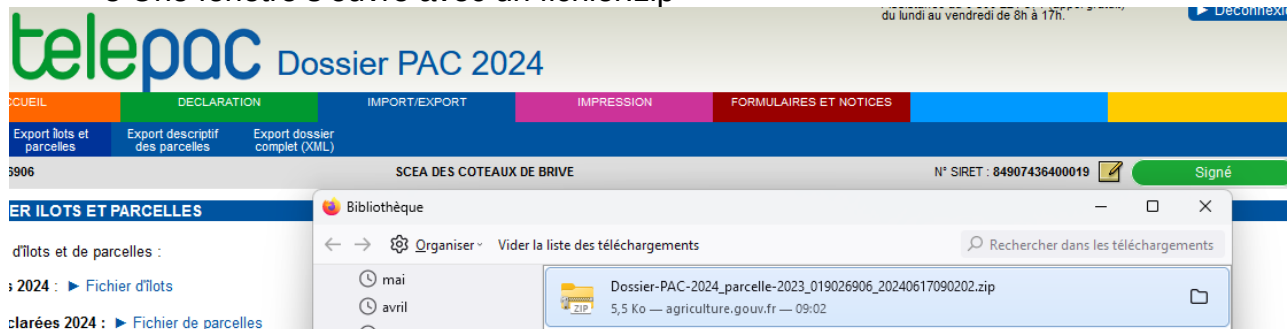 du lundi au vendredi de 8h à 17h.
telepac Dossier PAC 2024
DECLARATION IMPORT/EXPORT IMPRESSION FORMULAIRES ET NOTICES
Export îlots et parcelles
Export descriptif des parcelles
Export dossier complet (XML)
6906 SCEA DES COTEAUX DE BRIVE N° SIRET : 84907436400019 Signé
ER ILOTS ET PARCELLES
Bibliothèque
Organiser Vider la liste des téléchargements Rechercher dans les téléchargements
d'îlots et de parcelles :
mai
avril
2024 : ► Fichier d'îlots
clarées 2024 : ► Fichier de parcelles
ZIP
Dossier-PAC-2024_parcelle-2023_019026906_20240617090202.zip
5,5 Ko — agriculture.gouv.fr — 09:02